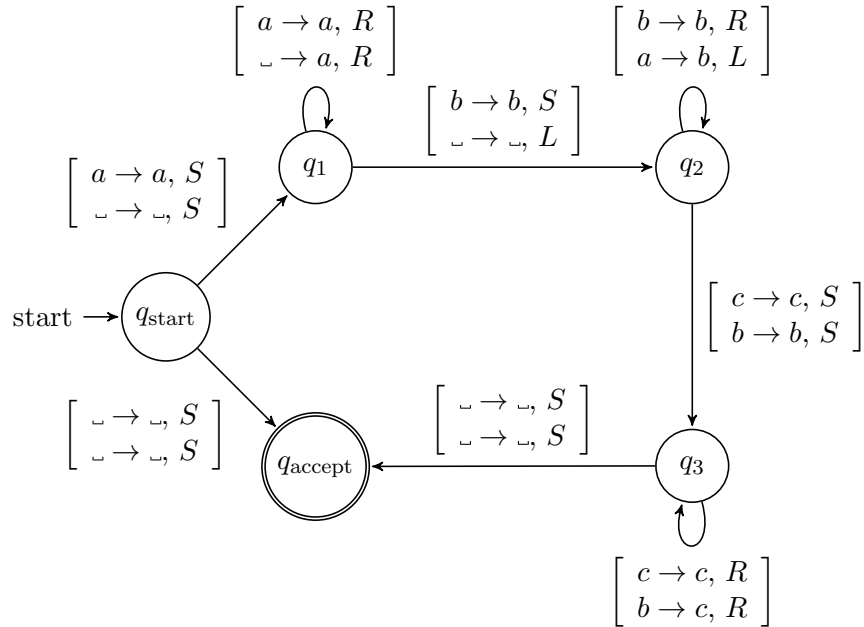 a → a, R
␣ → a, R
b → b, R
a → b, L
b → b, S
␣ → ␣, L
q1
q2
a → a, S
␣ → ␣, S
c → c, S
b → b, S
start
qstart
␣ → ␣, S
␣ → ␣, S
␣ → ␣, S
␣ → ␣, S
qaccept
q3
c → c, R
b → c, R